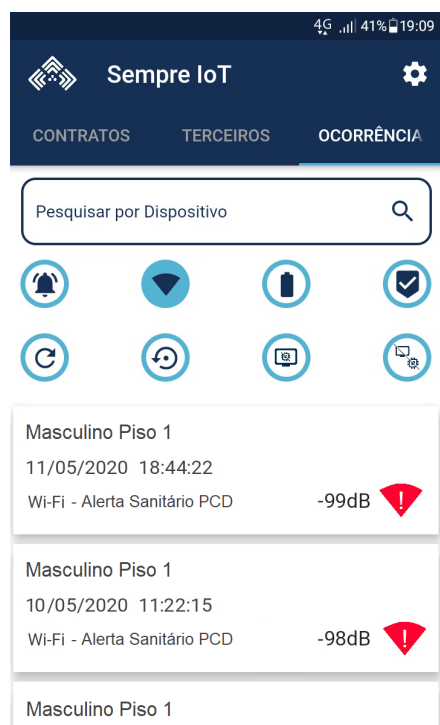 4G 41% 19:09
Sempre IoT
CONTRATOS TERCEIROS OCORRÊNCIA
Pesquisar por Dispositivo
Masculino Piso 1
11/05/2020 18:44:22
Wi-Fi - Alerta Sanitário PCD -99dB
Masculino Piso 1
10/05/2020 11:22:15
Wi-Fi - Alerta Sanitário PCD -98dB
Masculino Piso 1